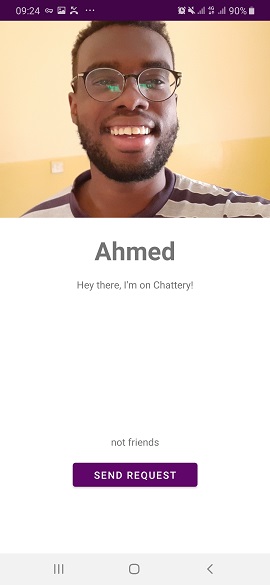 09:24 90%
Ahmed
Hey there, I'm on Chattery!
not friends
SEND REQUEST